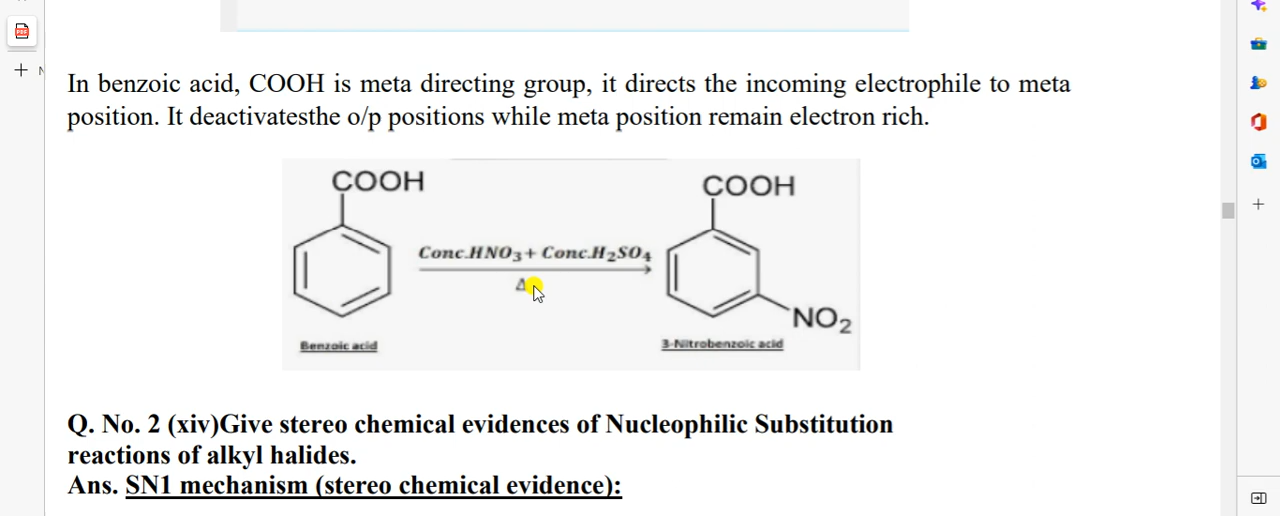 In benzoic acid, COOH is meta directing group, it directs the incoming electrophile to meta
position. It deactivatesthe o/p positions while meta position remain electron rich.
COOH
COOH
Conc.HNO₃+ Conc.H₂SO₄
Δ
NO₂
Benzoic acid
3-Nitrobenzoic acid
Q. No. 2 (xiv)Give stereo chemical evidences of Nucleophilic Substitution
reactions of alkyl halides.
Ans. SN1 mechanism (stereo chemical evidence):